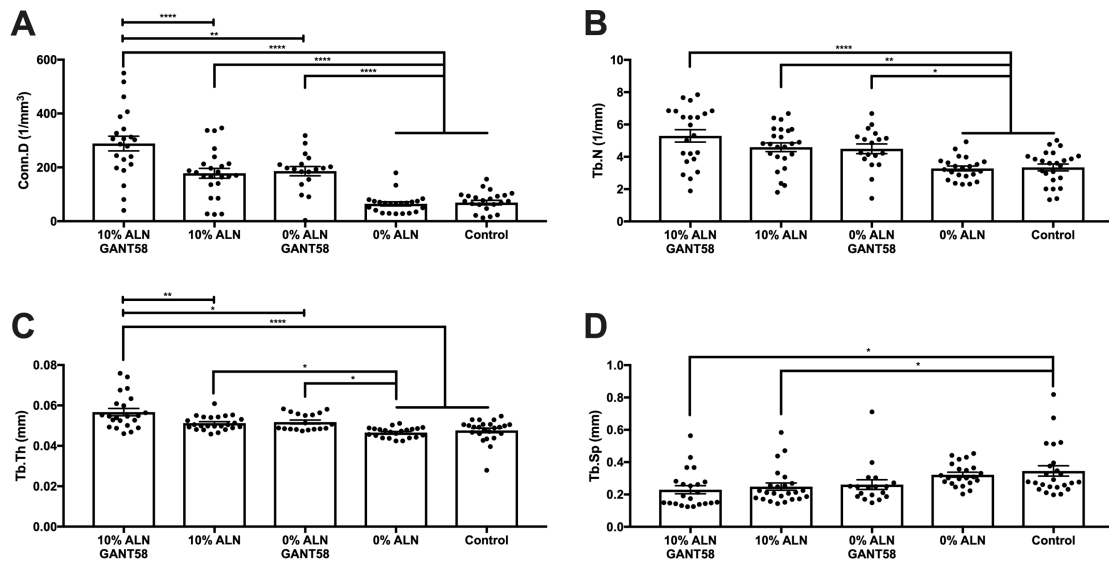 A
****
**
****
****
****
Conn.D (1/mm³)
600
400
200
0
10% ALN
GANT58
10% ALN
0% ALN
GANT58
0% ALN
Control
B
****
**
*
Tb.N (1/mm)
10
8
6
4
2
0
10% ALN
GANT58
10% ALN
0% ALN
GANT58
0% ALN
Control
C
**
*
****
*
*
Tb.Th (mm)
0.08
0.06
0.04
0.02
0.00
10% ALN
GANT58
10% ALN
0% ALN
GANT58
0% ALN
Control
D
*
*
Tb.Sp (mm)
1.0
0.8
0.6
0.4
0.2
0.0
10% ALN
GANT58
10% ALN
0% ALN
GANT58
0% ALN
Control